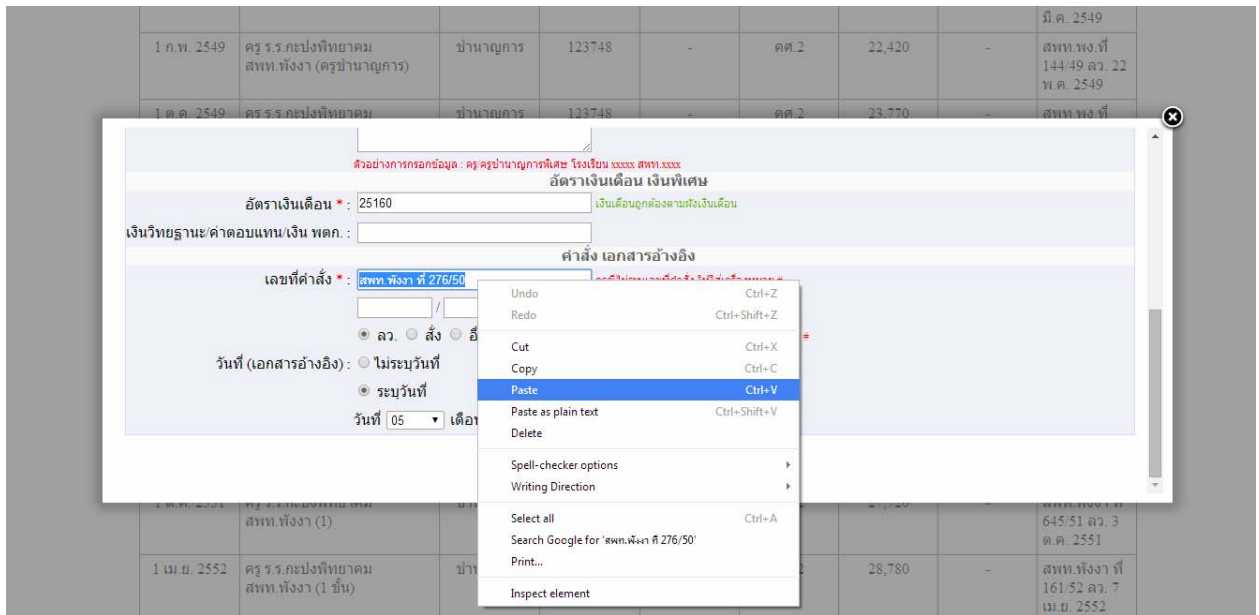 มี.ค. 2549
1 ก.พ. 2549 ครู ร.ร.กะปงพิทยาคม ชำนาญการ 123748 - คศ.2 22,420 - สพท.พง.ที่
สพท.พังงา (ครูชำนาญการ) 144/49 ลว. 22
พ.ค. 2549
1 ต.ค. 2549 ครู ร.ร.กะปงพิทยาคม ชำนาญการ 123748 - คศ.2 23,770 - สพท.พง.ที่
ตัวอย่างการกรอกข้อมูล : ครู/ครูชำนาญการพิเศษ โรงเรียน xxxxx สพท.xxxx
อัตราเงินเดือน เงินพิเศษ
อัตราเงินเดือน * : 25160 เงินเดือนถูกต้องตามผังเงินเดือน
เงินวิทยฐานะ/ค่าตอบแทน/เงิน พตก. :
คำสั่ง เอกสารอ้างอิง
เลขที่คำสั่ง * : สพท.พังงา ที่ 276/50
/
ลว. สั่ง #
วันที่ (เอกสารอ้างอิง) : ไม่ระบุวันที่
ระบุวันที่
วันที่ 05
Undo Ctrl+Z
Redo Ctrl+Shift+Z
Cut Ctrl+X
Copy Ctrl+C
Paste Ctrl+V
Paste as plain text Ctrl+Shift+V
Delete
Spell-checker options
Writing Direction
Select all Ctrl+A
Search Google for 'สพท.พังงา ที่ 276/50'
Print...
Inspect element
สพท.พังงา (1) 645/51 ลว. 3
ต.ค. 2551
1 เม.ย. 2552 ครู ร.ร.กะปงพิทยาคม 28,780 - สพท.พังงา ที่
สพท.พังงา (1 ขั้น) 161/52 ลว. 7
เม.ย. 2552